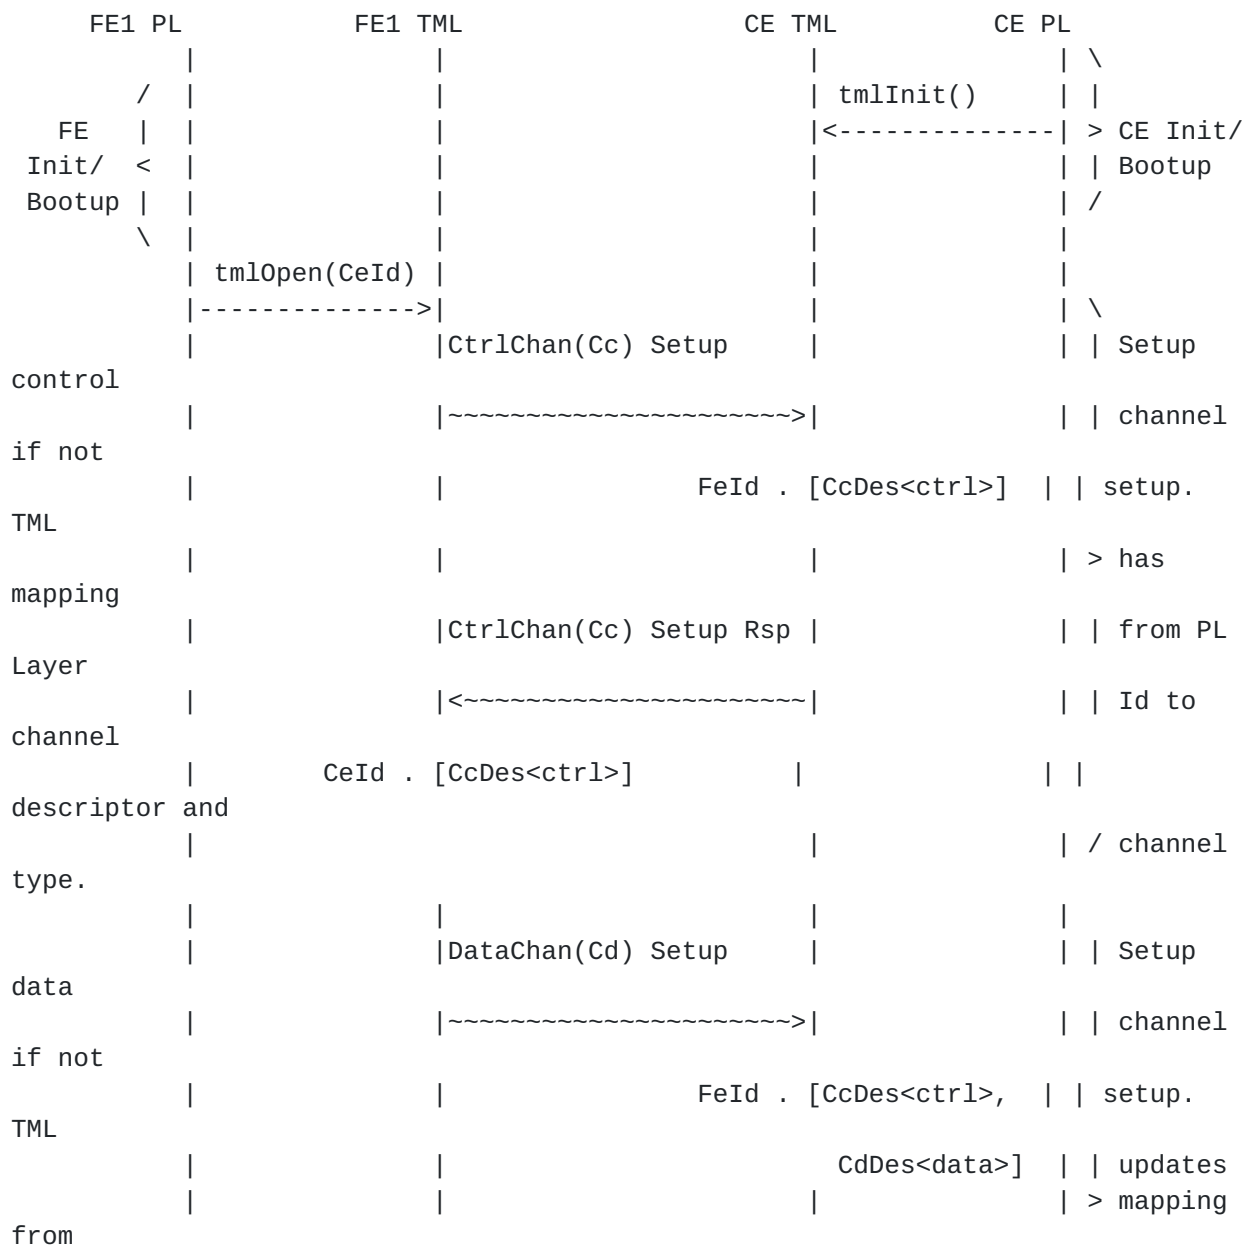 FE1 PL           FE1 TML                  CE TML          CE PL
           |               |                       |               | \
        /  |               |                       | tmlInit()     | |
   FE   |  |               |                       |<--------------| > CE Init/
 Init/  <  |               |                       |               | | Bootup
 Bootup |  |               |                       |               | /
        \  |               |                       |               |
           | tmlOpen(CeId) |                       |               |
           |-------------->|                       |               | \
           |               |CtrlChan(Cc) Setup     |               | | Setup
control
           |               |~~~~~~~~~~~~~~~~~~~~~~>|               | | channel
if not
           |               |                FeId . [CcDes<ctrl>]  | | setup.
TML
           |               |                       |               | > has
mapping
           |               |CtrlChan(Cc) Setup Rsp |               | | from PL
Layer
           |               |<~~~~~~~~~~~~~~~~~~~~~~|               | | Id to
channel
           |        CeId . [CcDes<ctrl>]          |               | |
descriptor and
           |                                       |               | / channel
type.
           |               |                       |               |
           |               |DataChan(Cd) Setup     |               | | Setup
data
           |               |~~~~~~~~~~~~~~~~~~~~~~>|               | | channel
if not
           |               |                FeId . [CcDes<ctrl>,  | | setup.
TML
           |               |                         CdDes<data>]  | | updates
           |               |                       |               | > mapping
from